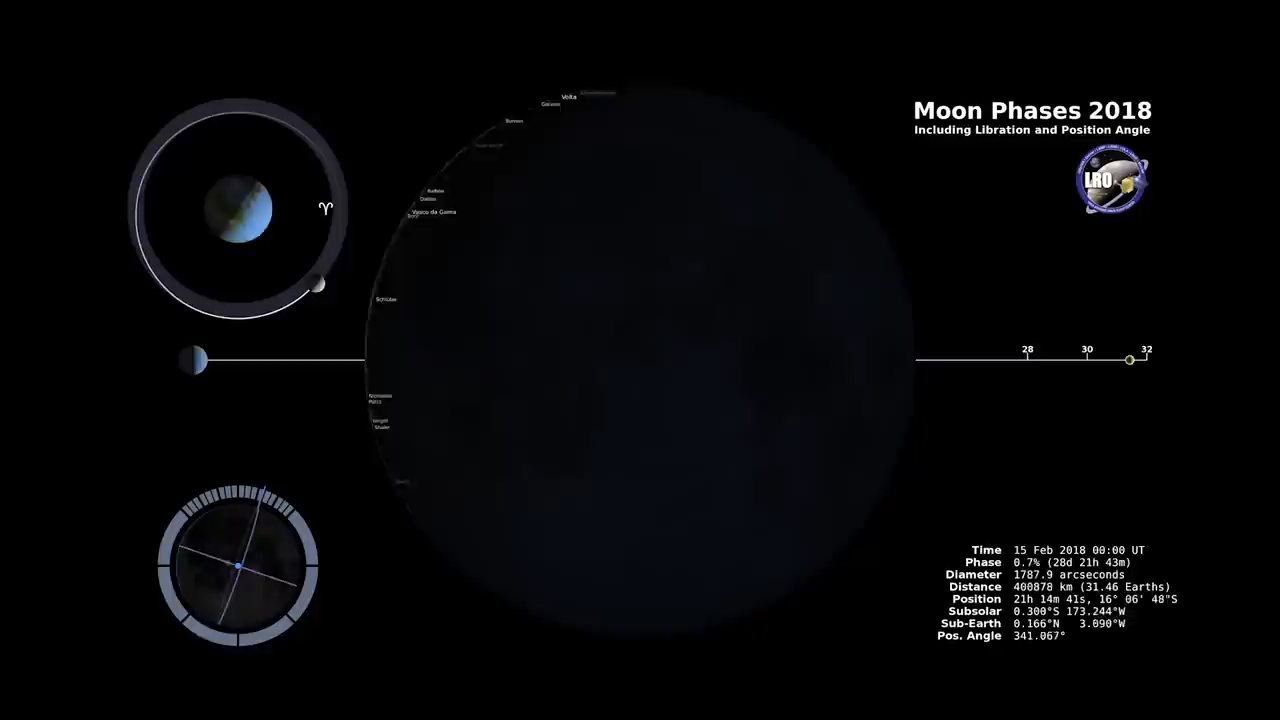 Moon Phases 2018
Including Libration and Position Angle
LRO
Volta
Galvani
Vasco da Gama
Schlüter
28 30 32
Time 15 Feb 2018 00:00 UT
Phase 0.7% (28d 21h 43m)
Diameter 1787.9 arcseconds
Distance 400878 km (31.46 Earths)
Position 21h 14m 41s, 16° 06' 48"S
Subsolar 0.300°S 173.244°W
Sub-Earth 0.166°N 3.090°W
Pos. Angle 341.067°